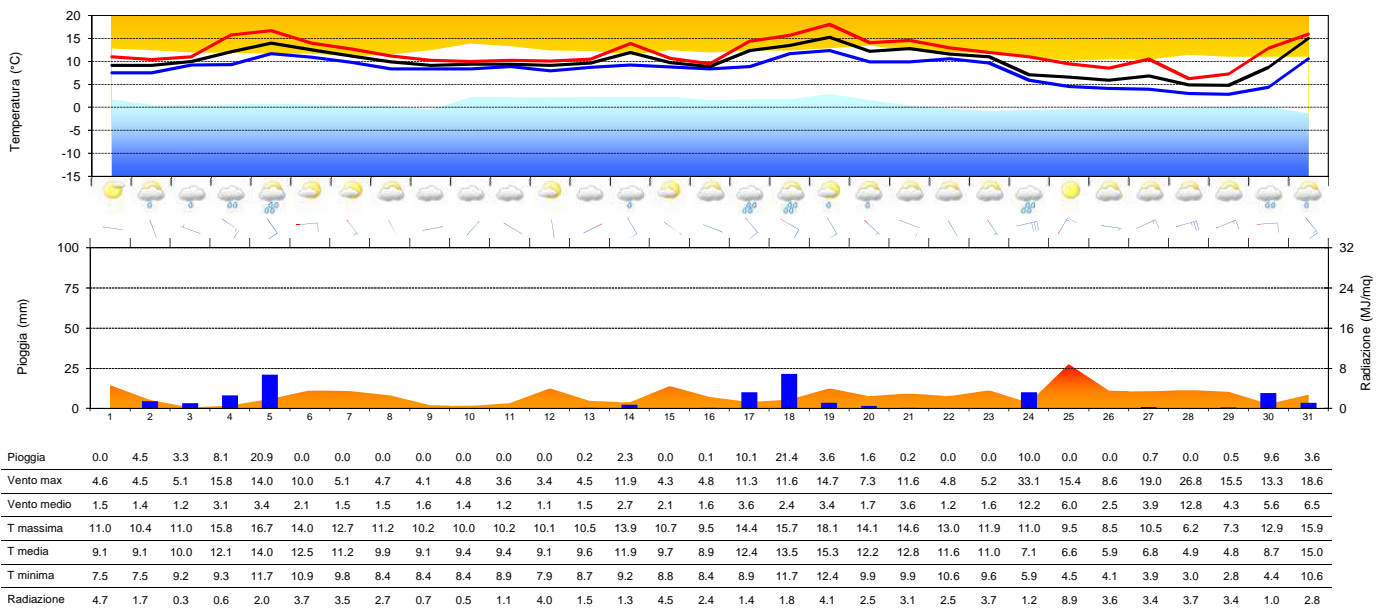 20
15
10
5
0
-5
-10
-15
Temperatura (°C)
100
75
50
25
0
Pioggia (mm)
32
24
16
8
0
Radiazione (MJ/mq)
1 2 3 4 5 6 7 8 9 10 11 12 13 14 15 16 17 18 19 20 21 22 23 24 25 26 27 28 29 30 31
Pioggia 0.0 4.5 3.3 8.1 20.9 0.0 0.0 0.0 0.0 0.0 0.0 0.0 0.2 2.3 0.0 0.1 10.1 21.4 3.6 1.6 0.2 0.0 0.0 10.0 0.0 0.0 0.7 0.0 0.5 9.6 3.6
Vento max 4.6 4.5 5.1 15.8 14.0 10.0 5.1 4.7 4.1 4.8 3.6 3.4 4.5 11.9 4.3 4.8 11.3 11.6 14.7 7.3 11.6 4.8 5.2 33.1 15.4 8.6 19.0 26.8 15.5 13.3 18.6
Vento medio 1.5 1.4 1.2 3.1 3.4 2.1 1.5 1.5 1.6 1.4 1.2 1.1 1.5 2.7 2.1 1.6 3.6 2.4 3.4 1.7 3.6 1.2 1.6 12.2 6.0 2.5 3.9 12.8 4.3 5.6 6.5
T massima 11.0 10.4 11.0 15.8 16.7 14.0 12.7 11.2 10.2 10.0 10.2 10.1 10.5 13.9 10.7 9.5 14.4 15.7 18.1 14.1 14.6 13.0 11.9 11.0 9.5 8.5 10.5 6.2 7.3 12.9 15.9
T media 9.1 9.1 10.0 12.1 14.0 12.5 11.2 9.9 9.1 9.4 9.4 9.1 9.6 11.9 9.7 8.9 12.4 13.5 15.3 12.2 12.8 11.6 11.0 7.1 6.6 5.9 6.8 4.9 4.8 8.7 15.0
T minima 7.5 7.5 9.2 9.3 11.7 10.9 9.8 8.4 8.4 8.4 8.9 7.9 8.7 9.2 8.8 8.4 8.9 11.7 12.4 9.9 9.9 10.6 9.6 5.9 4.5 4.1 3.9 3.0 2.8 4.4 10.6
Radiazione 4.7 1.7 0.3 0.6 2.0 3.7 3.5 2.7 0.7 0.5 1.1 4.0 1.5 1.3 4.5 2.4 1.4 1.8 4.1 2.5 3.1 2.5 3.7 1.2 8.9 3.6 3.4 3.7 3.4 1.0 2.8